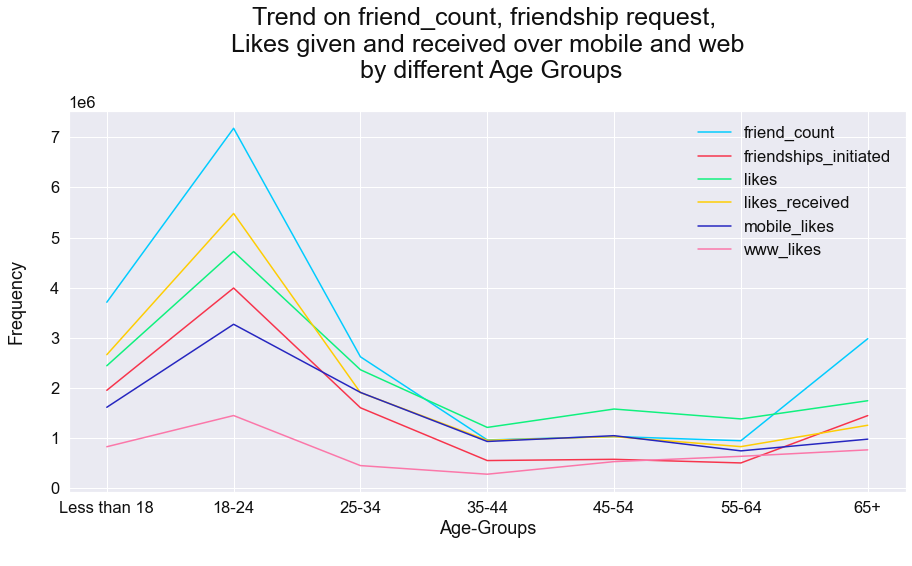 Trend on friend_count, friendship request,
Likes given and received over mobile and web
by different Age Groups
1e6
7
6
5
4
3
2
1
0
Frequency
friend_count
friendships_initiated
likes
likes_received
mobile_likes
www_likes
Less than 18 18-24 25-34 35-44 45-54 55-64 65+
Age-Groups